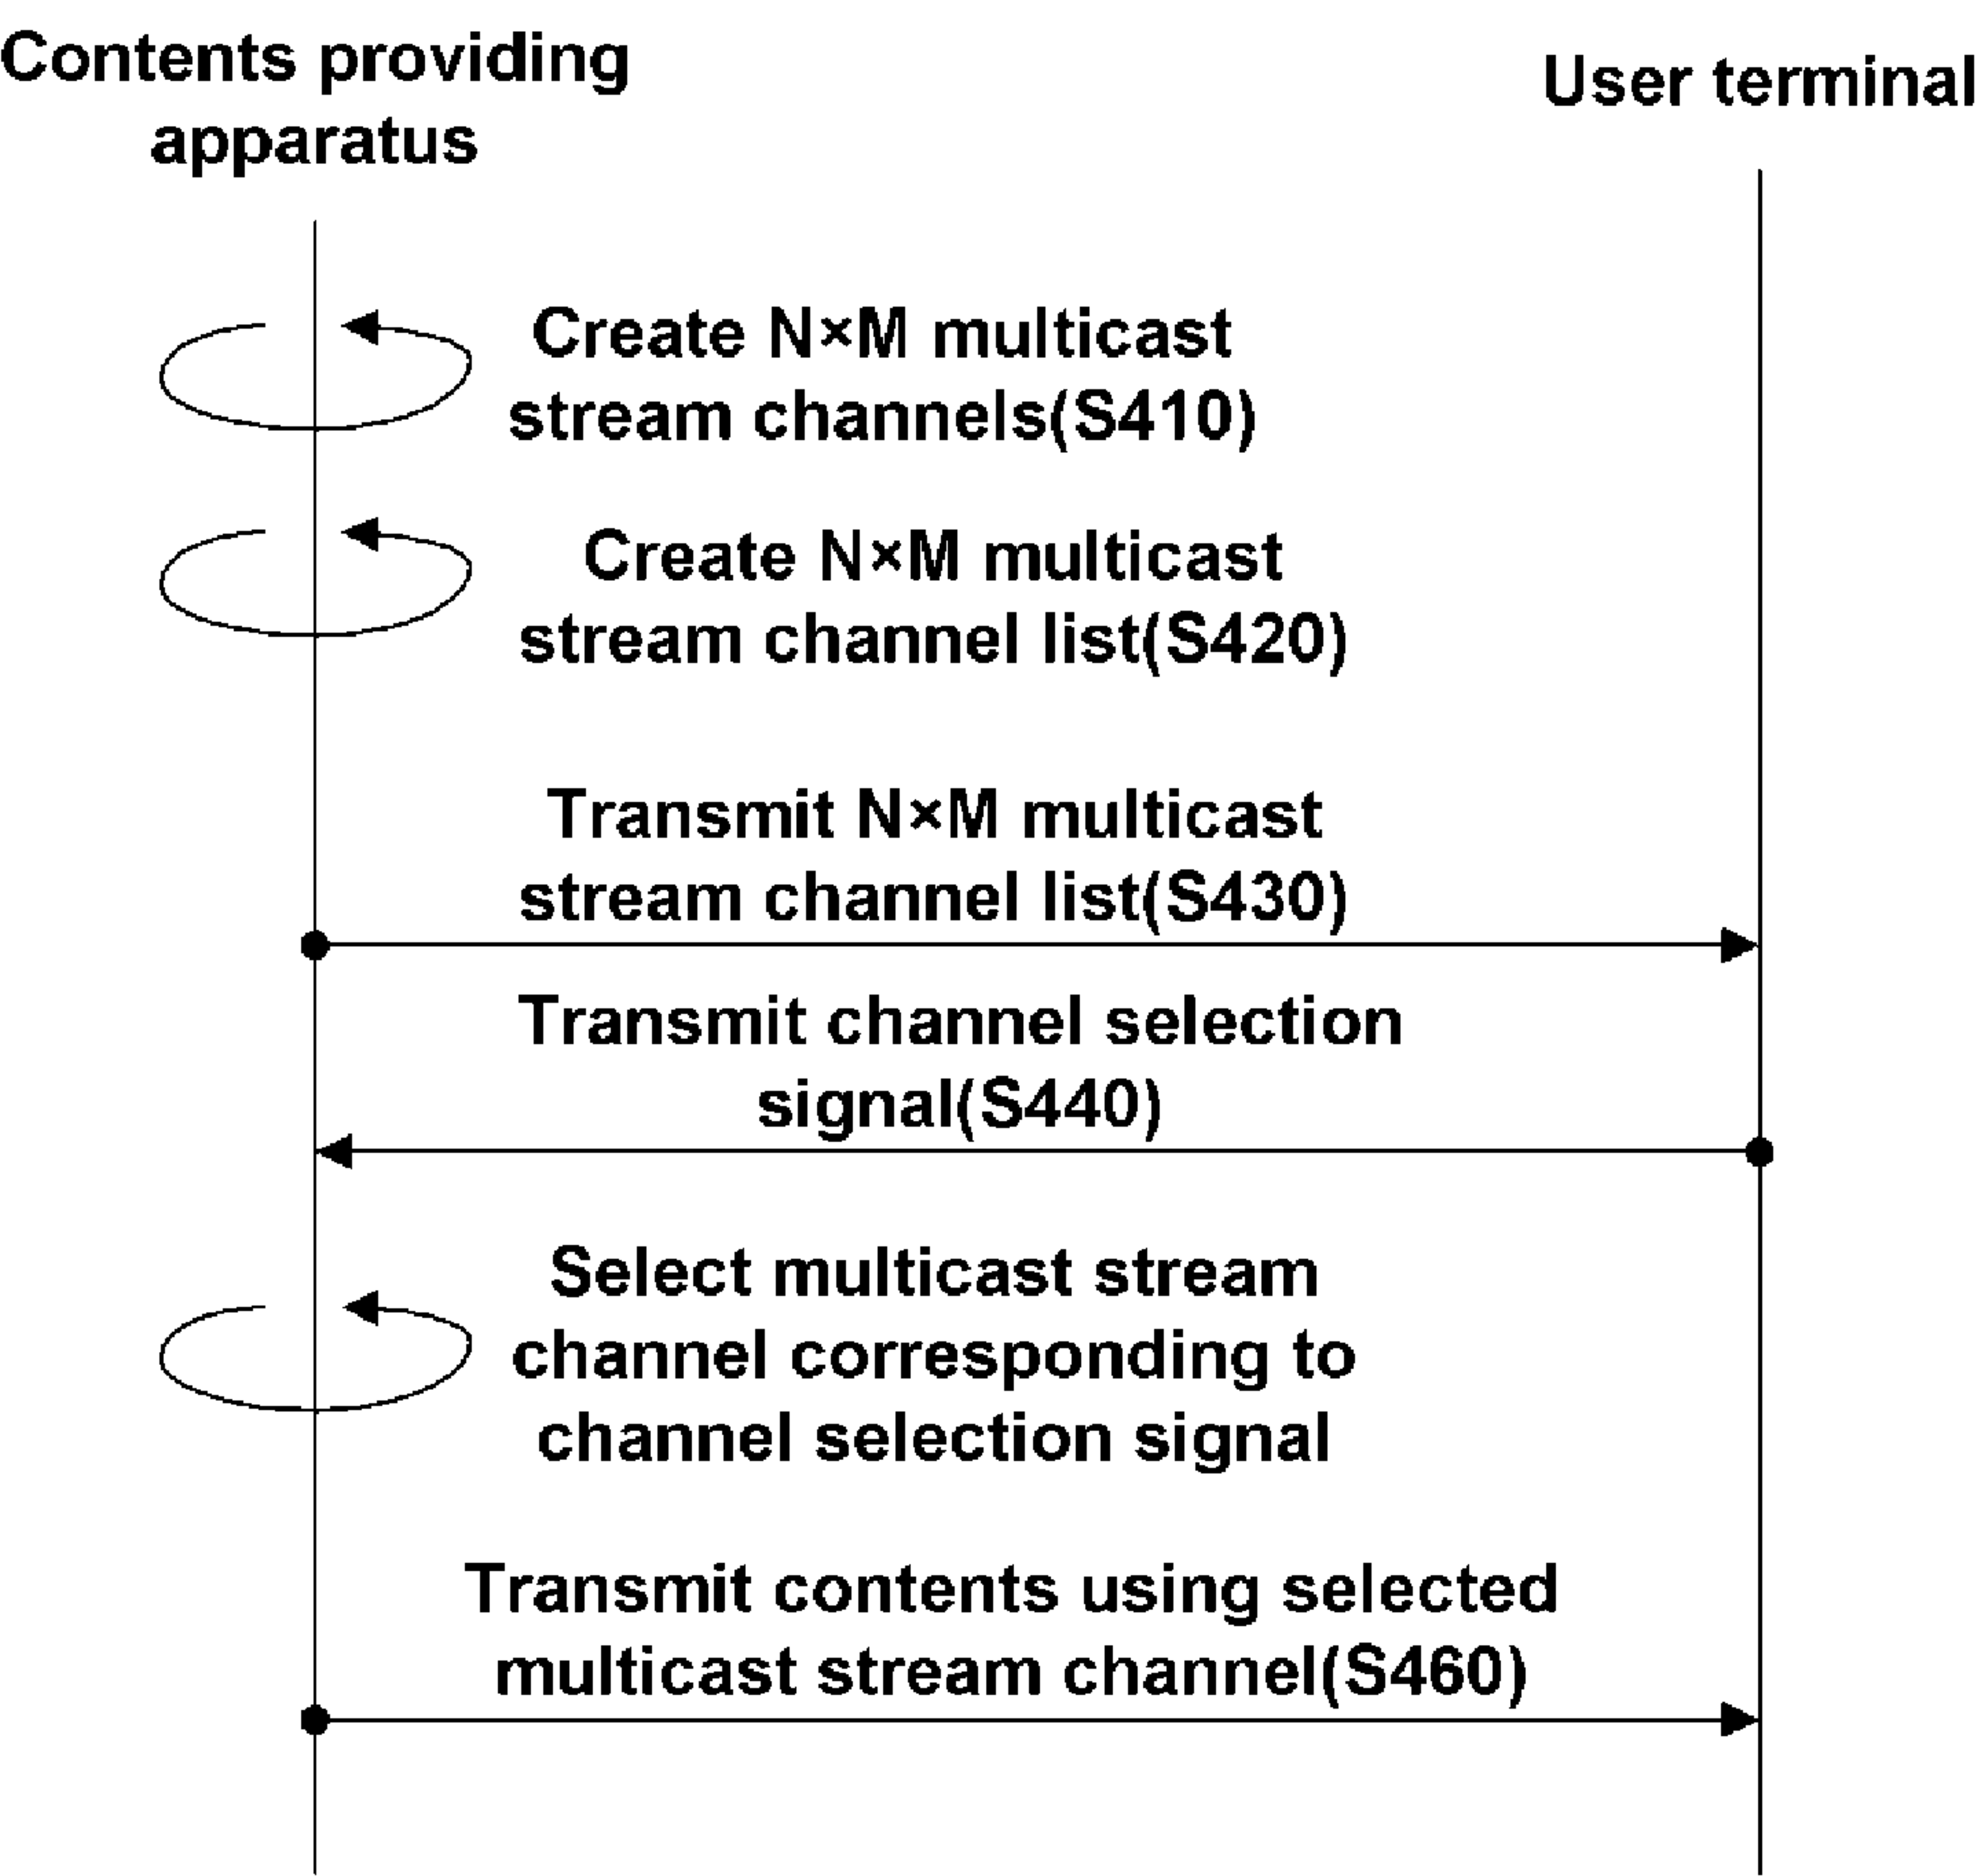 Contents providing
apparatus
User terminal
Create N×M multicast
stream channels(S410)
Create N×M multicast
stream channel list(S420)
Transmit N×M multicast
stream channel list(S430)
Transmit channel selection
signal(S440)
Select multicast stream
channel corresponding to
channel selection signal
Transmit contents using selected
multicast stream channel(S460)